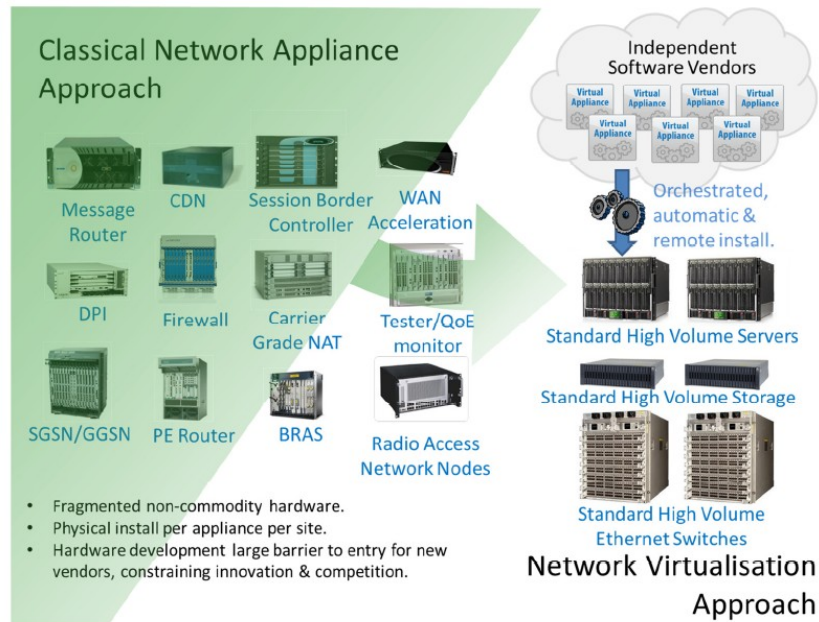 Classical Network Appliance
Approach
Message
Router
CDN
Session Border
Controller
WAN
Acceleration
DPI
Firewall
Carrier
Grade NAT
Tester/QoE
monitor
SGSN/GGSN
PE Router
BRAS
Radio Access
Network Nodes
• Fragmented non-commodity hardware.
• Physical install per appliance per site.
• Hardware development large barrier to entry for new
vendors, constraining innovation & competition.
Independent
Software Vendors
Virtual
Appliance
Virtual
Appliance
Virtual
Appliance
Virtual
Appliance
Virtual
Appliance
Virtual
Appliance
Virtual
Appliance
Orchestrated,
automatic &
remote install.
Standard High Volume Servers
Standard High Volume Storage
Standard High Volume
Ethernet Switches
Network Virtualisation
Approach